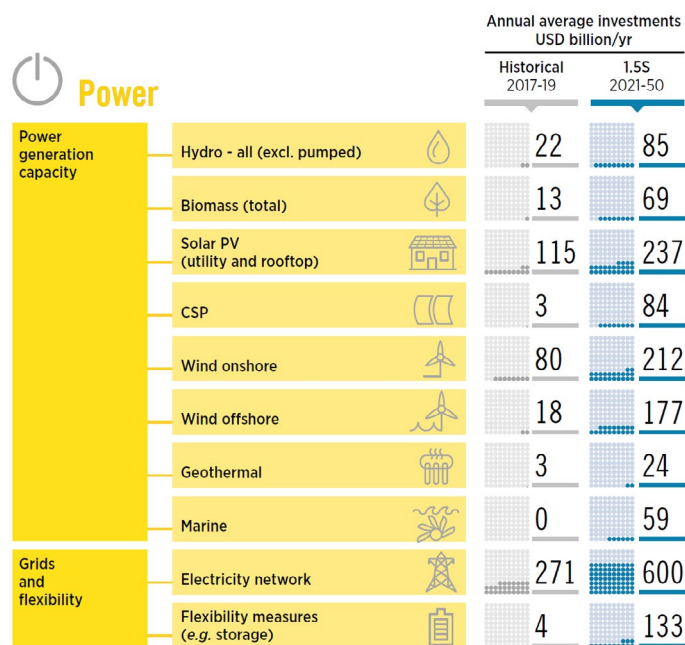 Annual average investments
USD billion/yr
Historical
2017-19
1.5S
2021-50
Power
Power
generation
capacity
Hydro - all (excl. pumped)
22
85
Biomass (total)
13
69
Solar PV
(utility and rooftop)
115
237
CSP
3
84
Wind onshore
80
212
Wind offshore
18
177
Geothermal
3
24
Marine
0
59
Grids
and
flexibility
Electricity network
271
600
Flexibility measures
(e.g. storage)
4
133